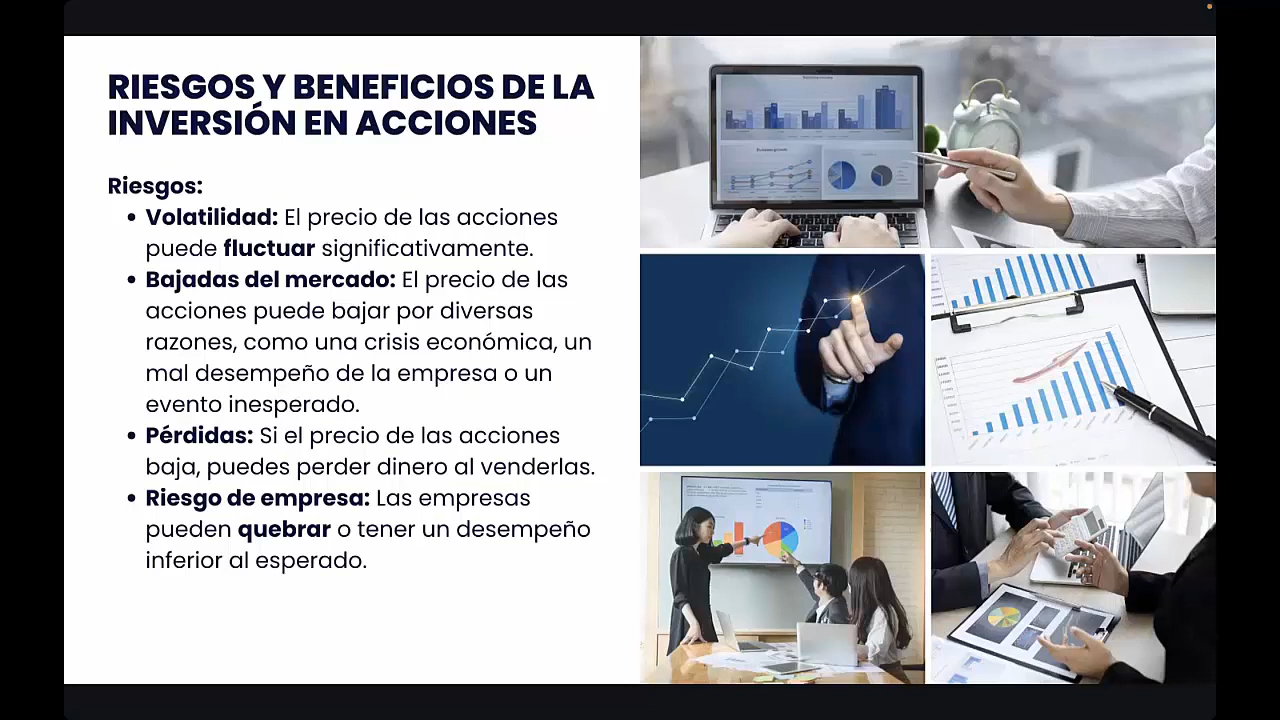 RIESGOS Y BENEFICIOS DE LA
INVERSIÓN EN ACCIONES
Riesgos:
• Volatilidad: El precio de las acciones
puede fluctuar significativamente.
• Bajadas del mercado: El precio de las
acciones puede bajar por diversas
razones, como una crisis económica, un
mal desempeño de la empresa o un
evento inesperado.
• Pérdidas: Si el precio de las acciones
baja, puedes perder dinero al venderlas.
• Riesgo de empresa: Las empresas
pueden quebrar o tener un desempeño
inferior al esperado.